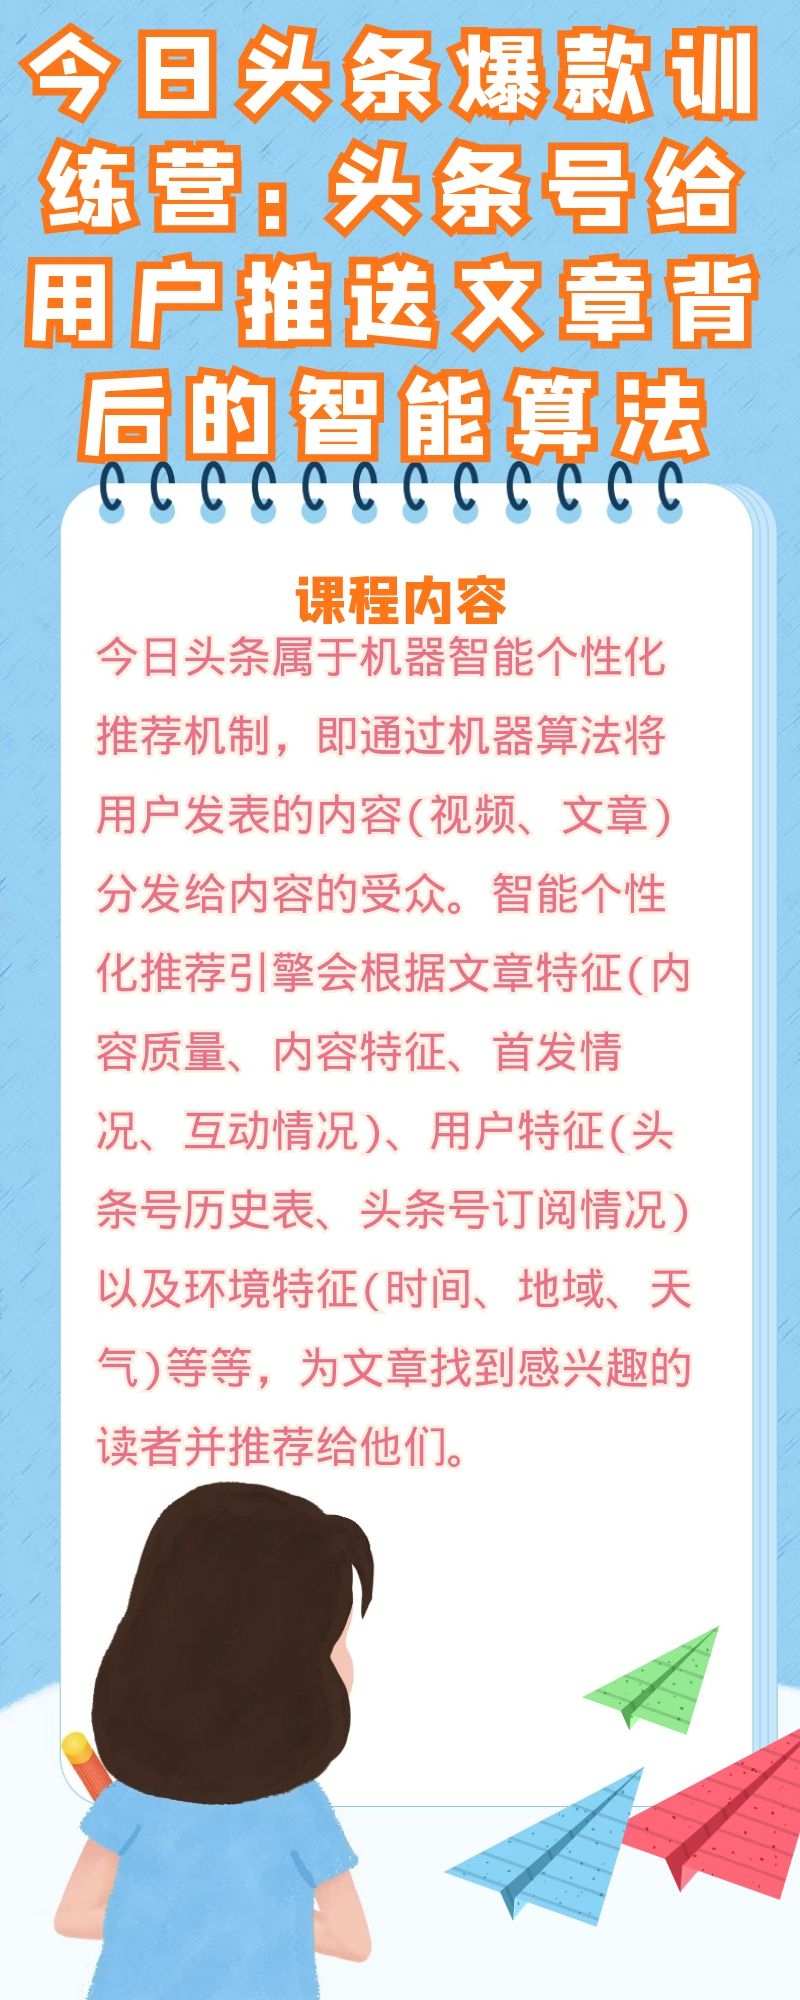 今日头条爆款训
练营：头条号给
用户推送文章背
后的智能算法
课程内容
今日头条属于机器智能个性化
推荐机制，即通过机器算法将
用户发表的内容(视频、文章)
分发给内容的受众。智能个性
化推荐引擎会根据文章特征(内
容质量、内容特征、首发情
况、互动情况)、用户特征(头
条号历史表、头条号订阅情况)
以及环境特征(时间、地域、天
气)等等，为文章找到感兴趣的
读者并推荐给他们。